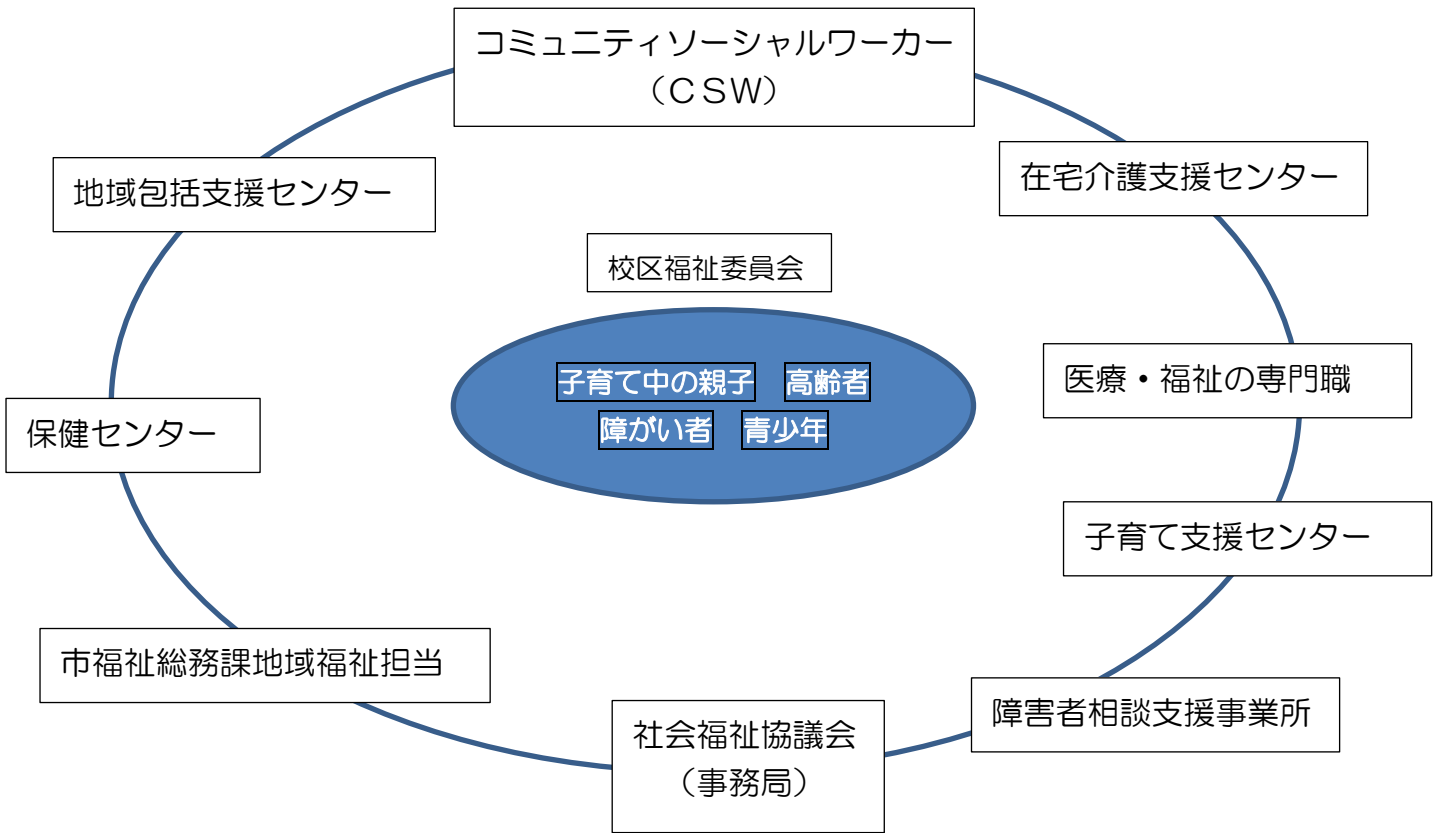 コミュニティソーシャルワーカー
（ＣＳＷ）
地域包括支援センター
在宅介護支援センター
校区福祉委員会
子育て中の親子　高齢者
障がい者　青少年
医療・福祉の専門職
保健センター
子育て支援センター
市福祉総務課地域福祉担当
障害者相談支援事業所
社会福祉協議会
（事務局）